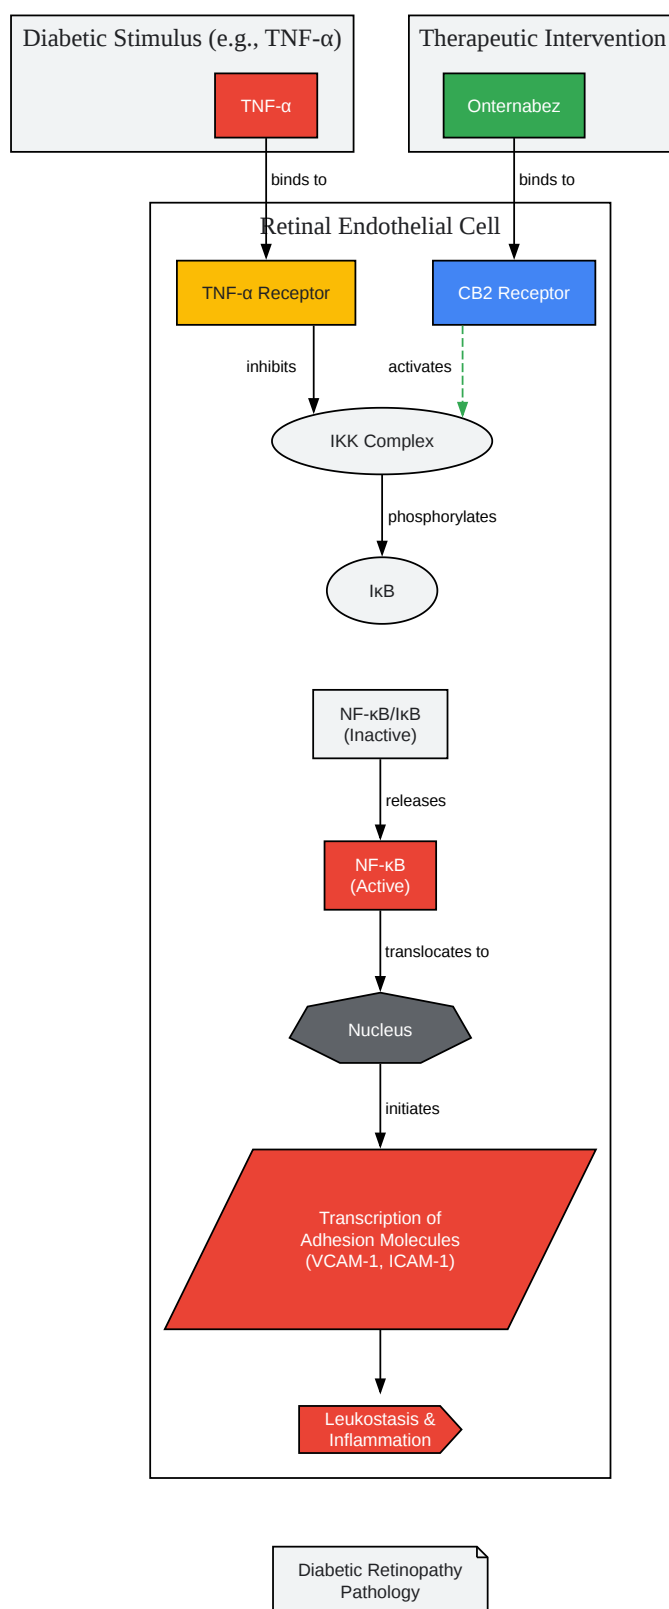 Diabetic Stimulus (e.g., TNF-α)
Therapeutic Intervention
TNF-α
Onternabez
binds to
binds to
Retinal Endothelial Cell
TNF-α Receptor
CB2 Receptor
inhibits
activates
IKK Complex
phosphorylates
IκB
NF-κB/IκB
(Inactive)
releases
NF-κB
(Active)
translocates to
Nucleus
initiates
Transcription of
Adhesion Molecules
(VCAM-1, ICAM-1)
Leukostasis &
Inflammation
Diabetic Retinopathy
Pathology